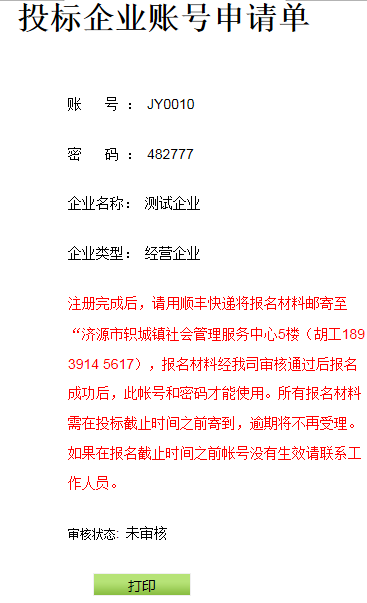 投标企业账号申请单
账 号 ： JY0010
密 码 ： 482777
企业名称： 测试企业
企业类型： 经营企业
注册完成后，请用顺丰快递将报名材料邮寄至
“济源市轵城镇社会管理服务中心5楼（胡工189
3914 5617），报名材料经我司审核通过后报名
成功后，此帐号和密码才能使用。所有报名材料
需在投标截止时间之前寄到，逾期将不再受理。
如果在报名截止时间之前帐号没有生效请联系工
作人员。
审核状态: 未审核
打印